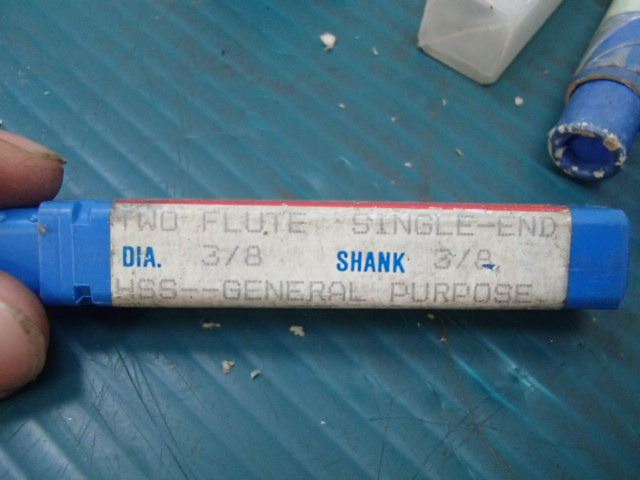 TWO FLUTE SINGLE-END
DIA. 3/8 SHANK 3/8
HSS--GENERAL PURPOSE